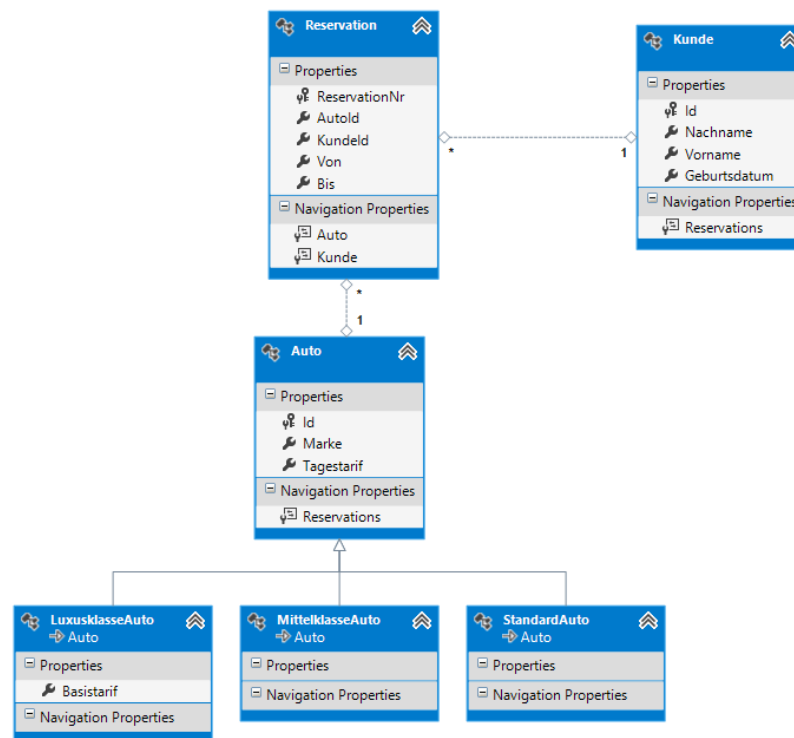 Reservation
Properties
ReservationNr
AutoId
KundeId
Von
Bis
Navigation Properties
Auto
Kunde
Kunde
Properties
Id
Nachname
Vorname
Geburtsdatum
Navigation Properties
Reservations
* 1
*
1
Auto
Properties
Id
Marke
Tagestarif
Navigation Properties
Reservations
LuxusklasseAuto
Auto
Properties
Basistarif
Navigation Properties
MittelklasseAuto
Auto
Properties
Navigation Properties
StandardAuto
Auto
Properties
Navigation Properties